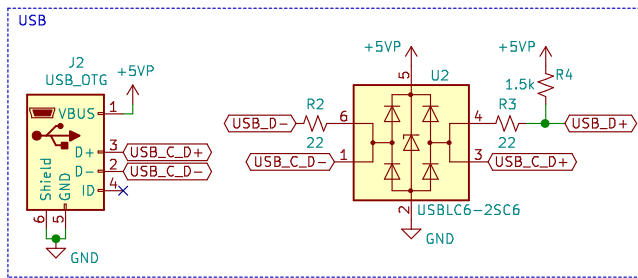 USB
J2
USB_OTG
+5VP
VBUS 1
D+ 3 USB_C_D+
D- 2 USB_C_D-
ID 4
Shield
GND
6 5
GND
+5VP
+5VP
5
U2
R4
1.5k
USB_D- R2 6
22
4 R3 USB_D+
22
USB_C_D- 1
3 USB_C_D+
2
USBLC6-2SC6
GND